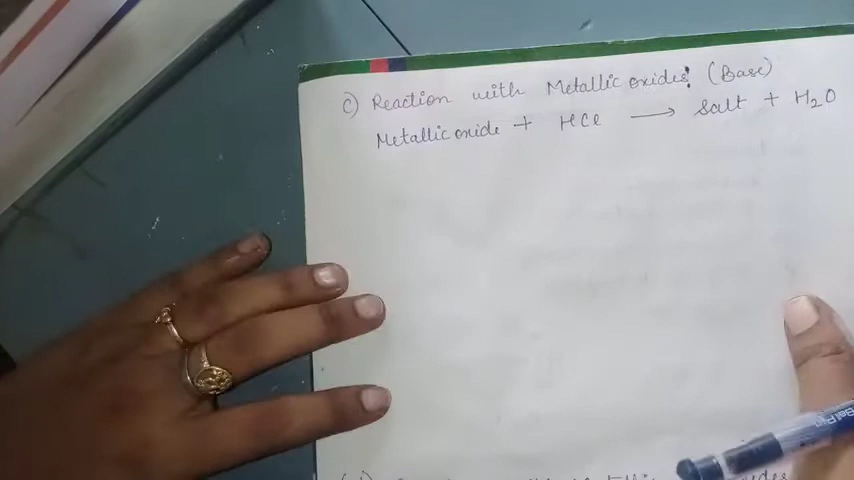 c) Reaction with Metallic oxides: (Base)
Metallic oxide + HCl → Salt + H₂O